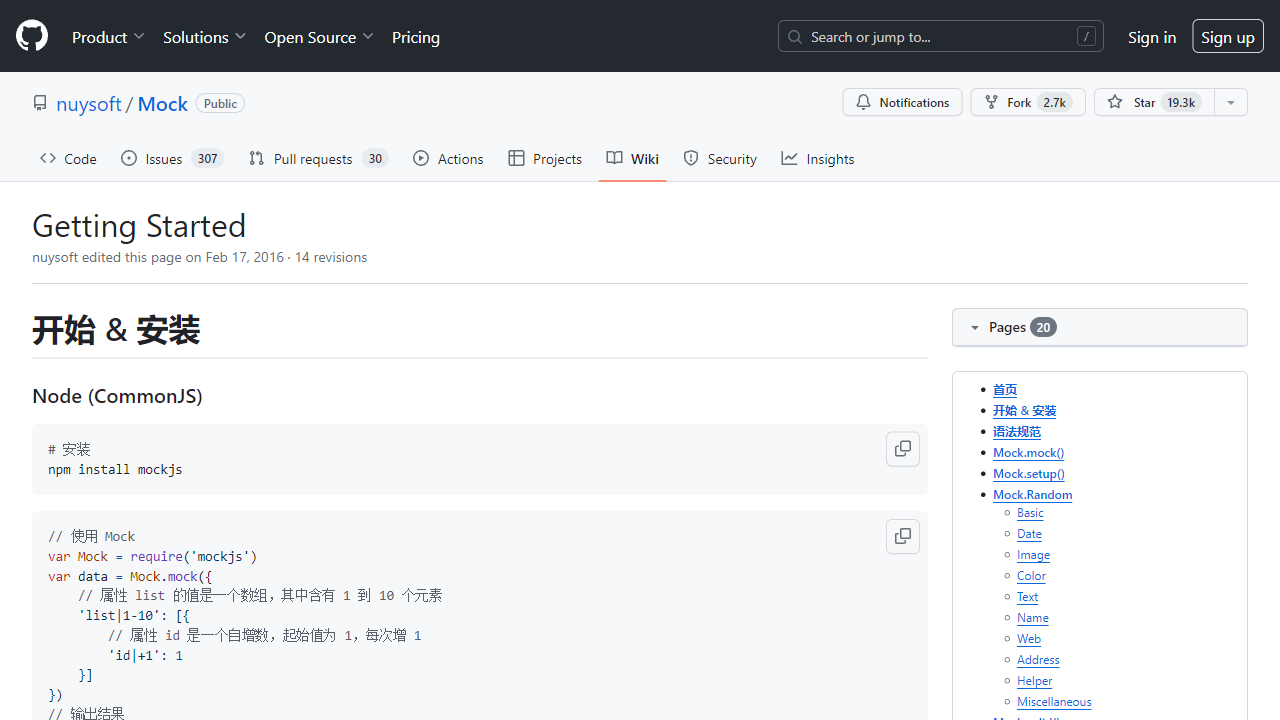 Product Solutions Open Source Pricing Search or jump to... / Sign in Sign up
nuysoft / Mock Public Notifications Fork 2.7k Star 19.3k
Code Issues 307 Pull requests 30 Actions Projects Wiki Security Insights
Getting Started
nuysoft edited this page on Feb 17, 2016 · 14 revisions
开始 & 安装
Node (CommonJS)
# 安装
npm install mockjs
// 使用 Mock
var Mock = require('mockjs')
var data = Mock.mock({
    // 属性 list 的值是一个数组，其中含有 1 到 10 个元素
    'list|1-10': [{
        // 属性 id 是一个自增数，起始值为 1，每次增 1
        'id|+1': 1
    }]
})
// 输出结果
Pages 20
首页
开始 & 安装
语法规范
Mock.mock()
Mock.setup()
Mock.Random
Basic
Date
Image
Color
Text
Name
Web
Address
Helper
Miscellaneous